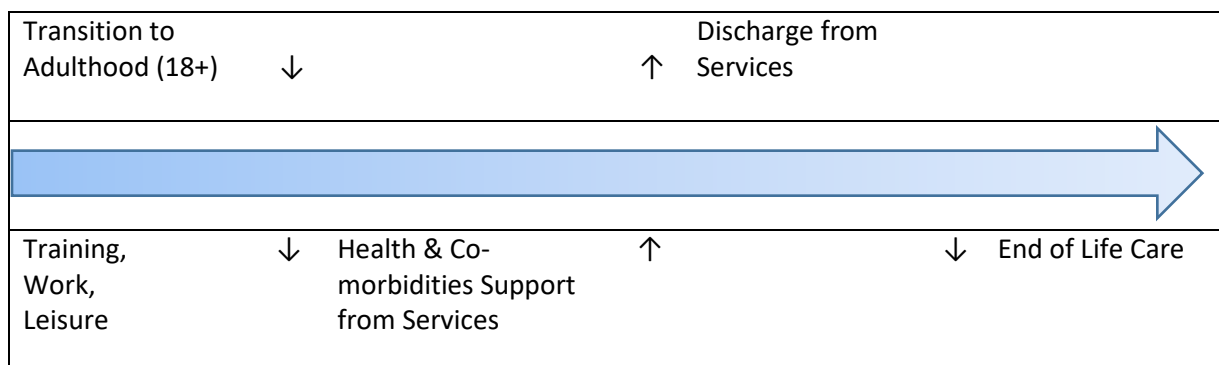 Transition to
Adulthood (18+) ↓ ↑
Discharge from
Services
Training,
Work,
Leisure
↓
Health & Co-
morbidities Support
from Services
↑
↓ End of Life Care